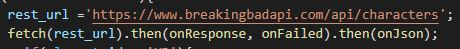 rest_url ='https://www.breakingbadapi.com/api/characters';
fetch(rest_url).then(onResponse, onFailed).then(onJson);